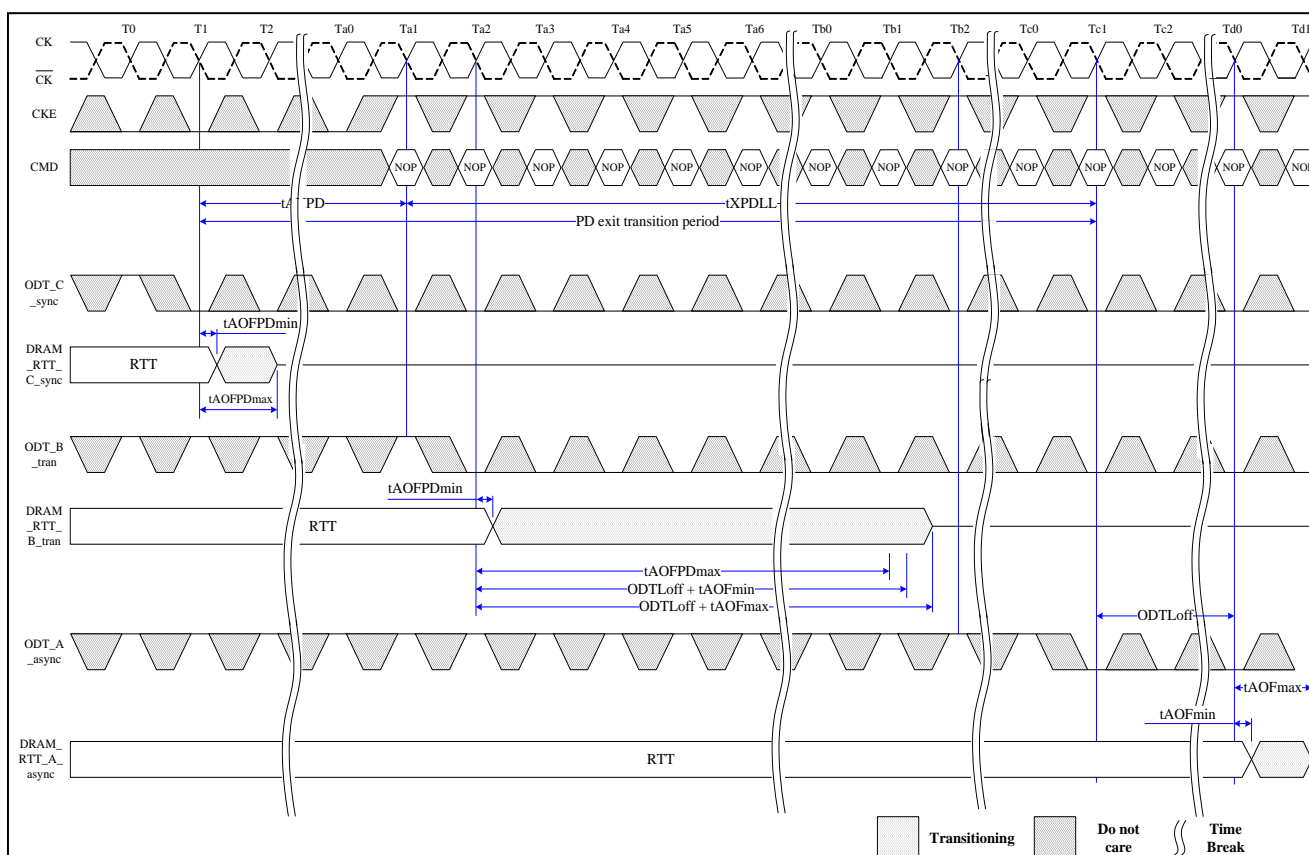 T0 T1 T2 Ta0 Ta1 Ta2 Ta3 Ta4 Ta5 Ta6 Tb0 Tb1 Tb2 Tc0 Tc1 Tc2 Td0 Td1
CK
CK
CKE
CMD
NOP NOP NOP NOP NOP NOP NOP NOP NOP NOP NOP NOP NOP NOP
tXPDLL
PD exit transition period
ODT_C
_sync
tAOFPDmin
DRAM
_RTT_
C_sync
RTT
tAOFPDmax
ODT_B
_tran
tAOFPDmin
DRAM
_RTT_
B_tran
RTT
tAOFPDmax
ODTLoff + tAOFmin
ODTLoff + tAOFmax
ODTLoff
ODT_A
_async
tAOFmax
tAOFmin
DRAM_
RTT_A_
async
RTT
Transitioning
Do not
care
Time
Break